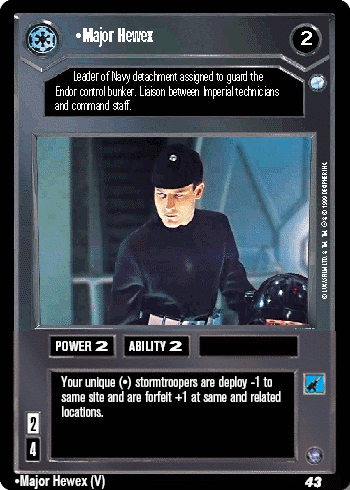 •Major Hewex
2
Leader of Navy detachment assigned to guard the
Endor control bunker. Liaison between Imperial technicians
and command staff.
POWER 2
ABILITY 2
Your unique (•) stormtroopers are deploy -1 to
same site and are forfeit +1 at same and related
locations.
2
4
•Major Hewex (V)
43